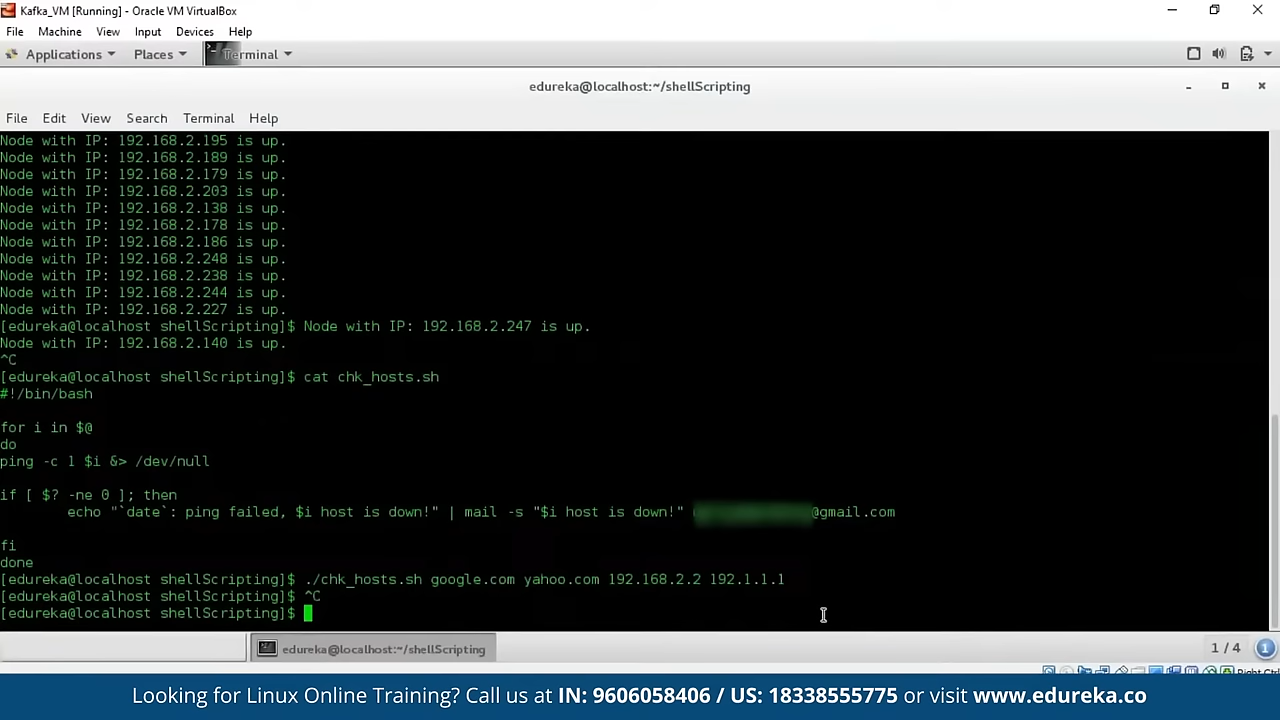 Kafka_VM [Running] - Oracle VM VirtualBox
File Machine View Input Devices Help
Applications Places Terminal
edureka@localhost:~/shellScripting
File Edit View Search Terminal Help
Node with IP: 192.168.2.195 is up.
Node with IP: 192.168.2.189 is up.
Node with IP: 192.168.2.179 is up.
Node with IP: 192.168.2.203 is up.
Node with IP: 192.168.2.138 is up.
Node with IP: 192.168.2.178 is up.
Node with IP: 192.168.2.186 is up.
Node with IP: 192.168.2.248 is up.
Node with IP: 192.168.2.238 is up.
Node with IP: 192.168.2.244 is up.
Node with IP: 192.168.2.227 is up.
[edureka@localhost shellScripting]$ Node with IP: 192.168.2.247 is up.
Node with IP: 192.168.2.140 is up.
^C
[edureka@localhost shellScripting]$ cat chk_hosts.sh
#!/bin/bash
for i in $@
do
ping -c 1 $i &> /dev/null
if [ $? -ne 0 ]; then
echo "`date`: ping failed, $i host is down!" | mail -s "$i host is down!" @gmail.com
fi
done
[edureka@localhost shellScripting]$ ./chk_hosts.sh google.com yahoo.com 192.168.2.2 192.1.1.1
[edureka@localhost shellScripting]$ ^C
[edureka@localhost shellScripting]$
edureka@localhost:~/shellScripting 1 / 4 1
Looking for Linux Online Training? Call us at IN: 9606058406 / US: 18338555775 or visit www.edureka.co